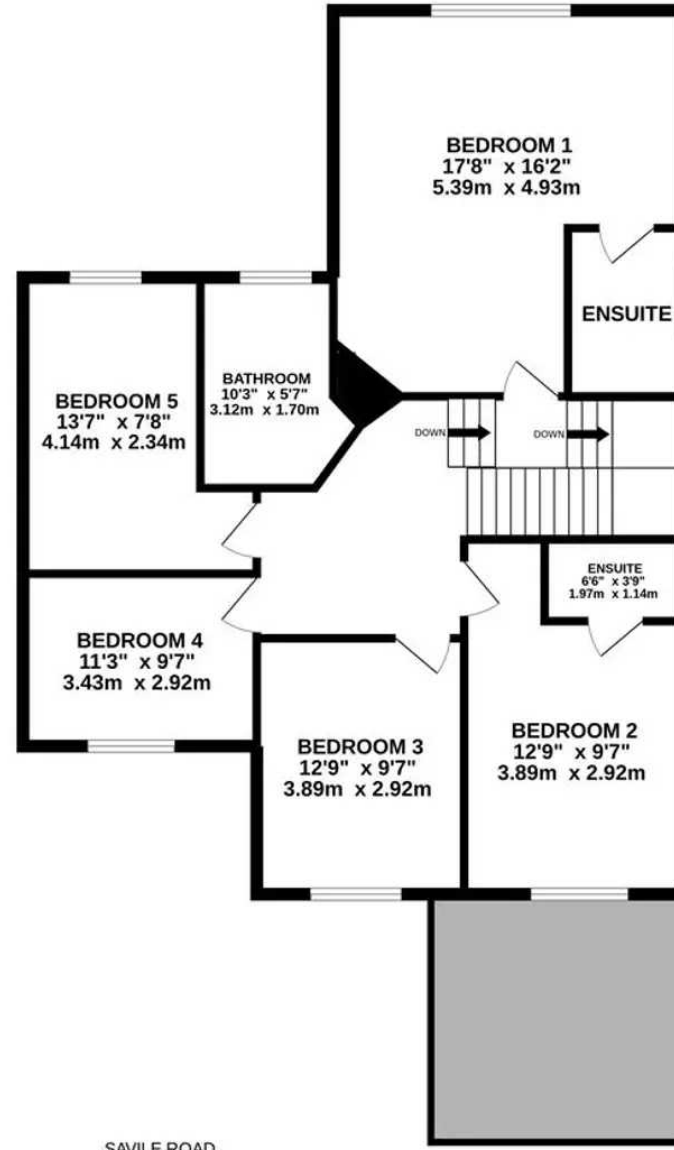 BEDROOM 1
17'8" x 16'2"
5.39m x 4.93m
ENSUITE
BATHROOM
10'3" x 5'7"
3.12m x 1.70m
BEDROOM 5
13'7" x 7'8"
4.14m x 2.34m
DOWN
DOWN
ENSUITE
6'6" x 3'9"
1.97m x 1.14m
BEDROOM 4
11'3" x 9'7"
3.43m x 2.92m
BEDROOM 3
12'9" x 9'7"
3.89m x 2.92m
BEDROOM 2
12'9" x 9'7"
3.89m x 2.92m
SAVILE ROAD